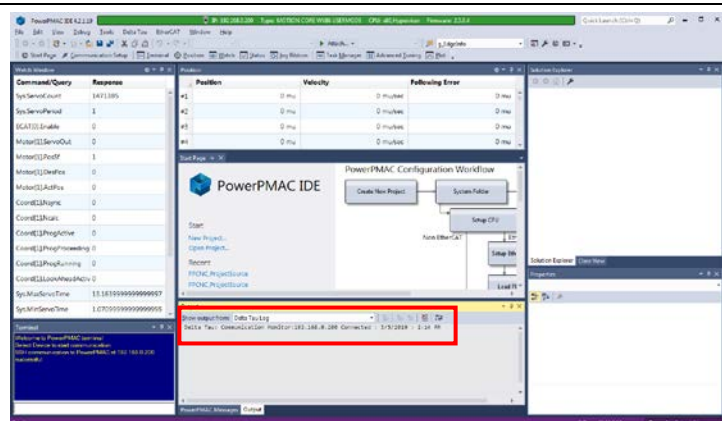 PowerPMAC IDE 4.2.1.19
IP: 192.168.0.200 Type: MOTION CORE WIN USERMODE CPU: x86,Hypervisor Firmware:
Quick Launch (Ctrl+Q)
File Edit View Debug Tools Delta Tau EtherCAT Window Help
Attach...
Start Page Communication Setup Terminal Position Watch Status Jog Ribbon Task Manager Advanced Tuning Plot
Watch Window
Command/Query Response
Sys.ServoCount 1471385
Sys.ServoPeriod 1
ECAT[0].Enable 0
Motor[1].ServoOut 0
Motor[1].PosSf 1
Motor[1].DesPos 0
Motor[1].ActPos 0
Coord[1].Nsync 0
Coord[1].Ncalc 0
Coord[1].ProgActive 0
Coord[1].ProgProceeding 0
Coord[1].ProgRunning 0
Coord[1].LookAheadActiv 0
Sys.MaxServoTime 13.1639999999999997
Sys.MinServoTime 1.0709999999999995
Position
Position Velocity Following Error
#1 0 mu 0 mu/sec 0 mu
#2 0 mu 0 mu/sec 0 mu
#3 0 mu 0 mu/sec 0 mu
#4 0 mu 0 mu/sec 0 mu
Start Page
PowerPMAC IDE
Start
New Project...
Open Project...
Recent
PPCNC.ProjectSource
PPCNC.ProjectSource
PowerPMAC Configuration Workflow
Create New Project
System Folder
Setup CPU
Non EtherCAT
Solution Explorer
Solution Explorer Class View
Properties
Terminal
Welcome to PowerPMAC terminal
Select Device to start communication
SSH communication to PowerPMAC at 192.168.0.200
successful
Show output from: Delta Tau Log
Delta Tau: Communication Monitor:192.168.0.200 Connected : 3/5/2019 : 1:16 PM
PowerPMAC Messages Output